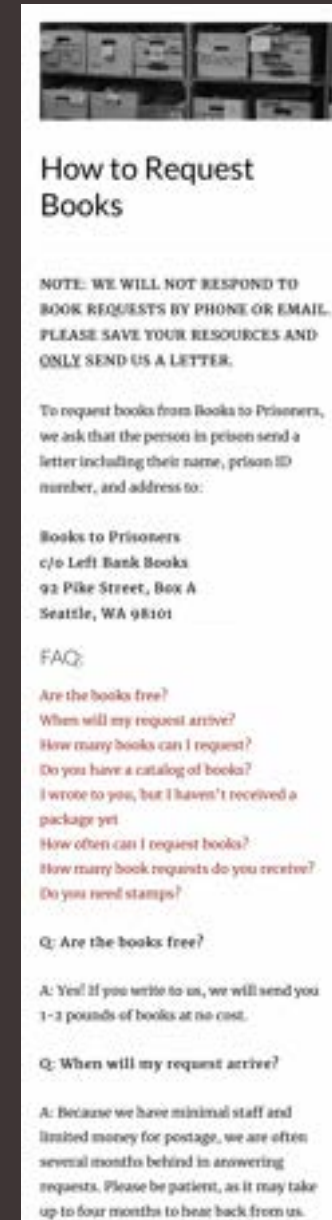 How to Request
Books
NOTE: WE WILL NOT RESPOND TO
BOOK REQUESTS BY PHONE OR EMAIL.
PLEASE SAVE YOUR RESOURCES AND
ONLY SEND US A LETTER.
To request books from Books to Prisoners,
we ask that the person in prison send a
letter including their name, prison ID
number, and address to:
Books to Prisoners
c/o Left Bank Books
92 Pike Street, Box A
Seattle, WA 98101
FAQ:
Are the books free?
When will my request arrive?
How many books can I request?
Do you have a catalog of books?
I wrote to you, but I haven't received a
package yet
How often can I request books?
How many book requests do you receive?
Do you need stamps?
Q: Are the books free?
A: Yes! If you write to us, we will send you
1-2 pounds of books at no cost.
Q: When will my request arrive?
A: Because we have minimal staff and
limited money for postage, we are often
several months behind in answering
requests. Please be patient, as it may take
up to four months to hear back from us.